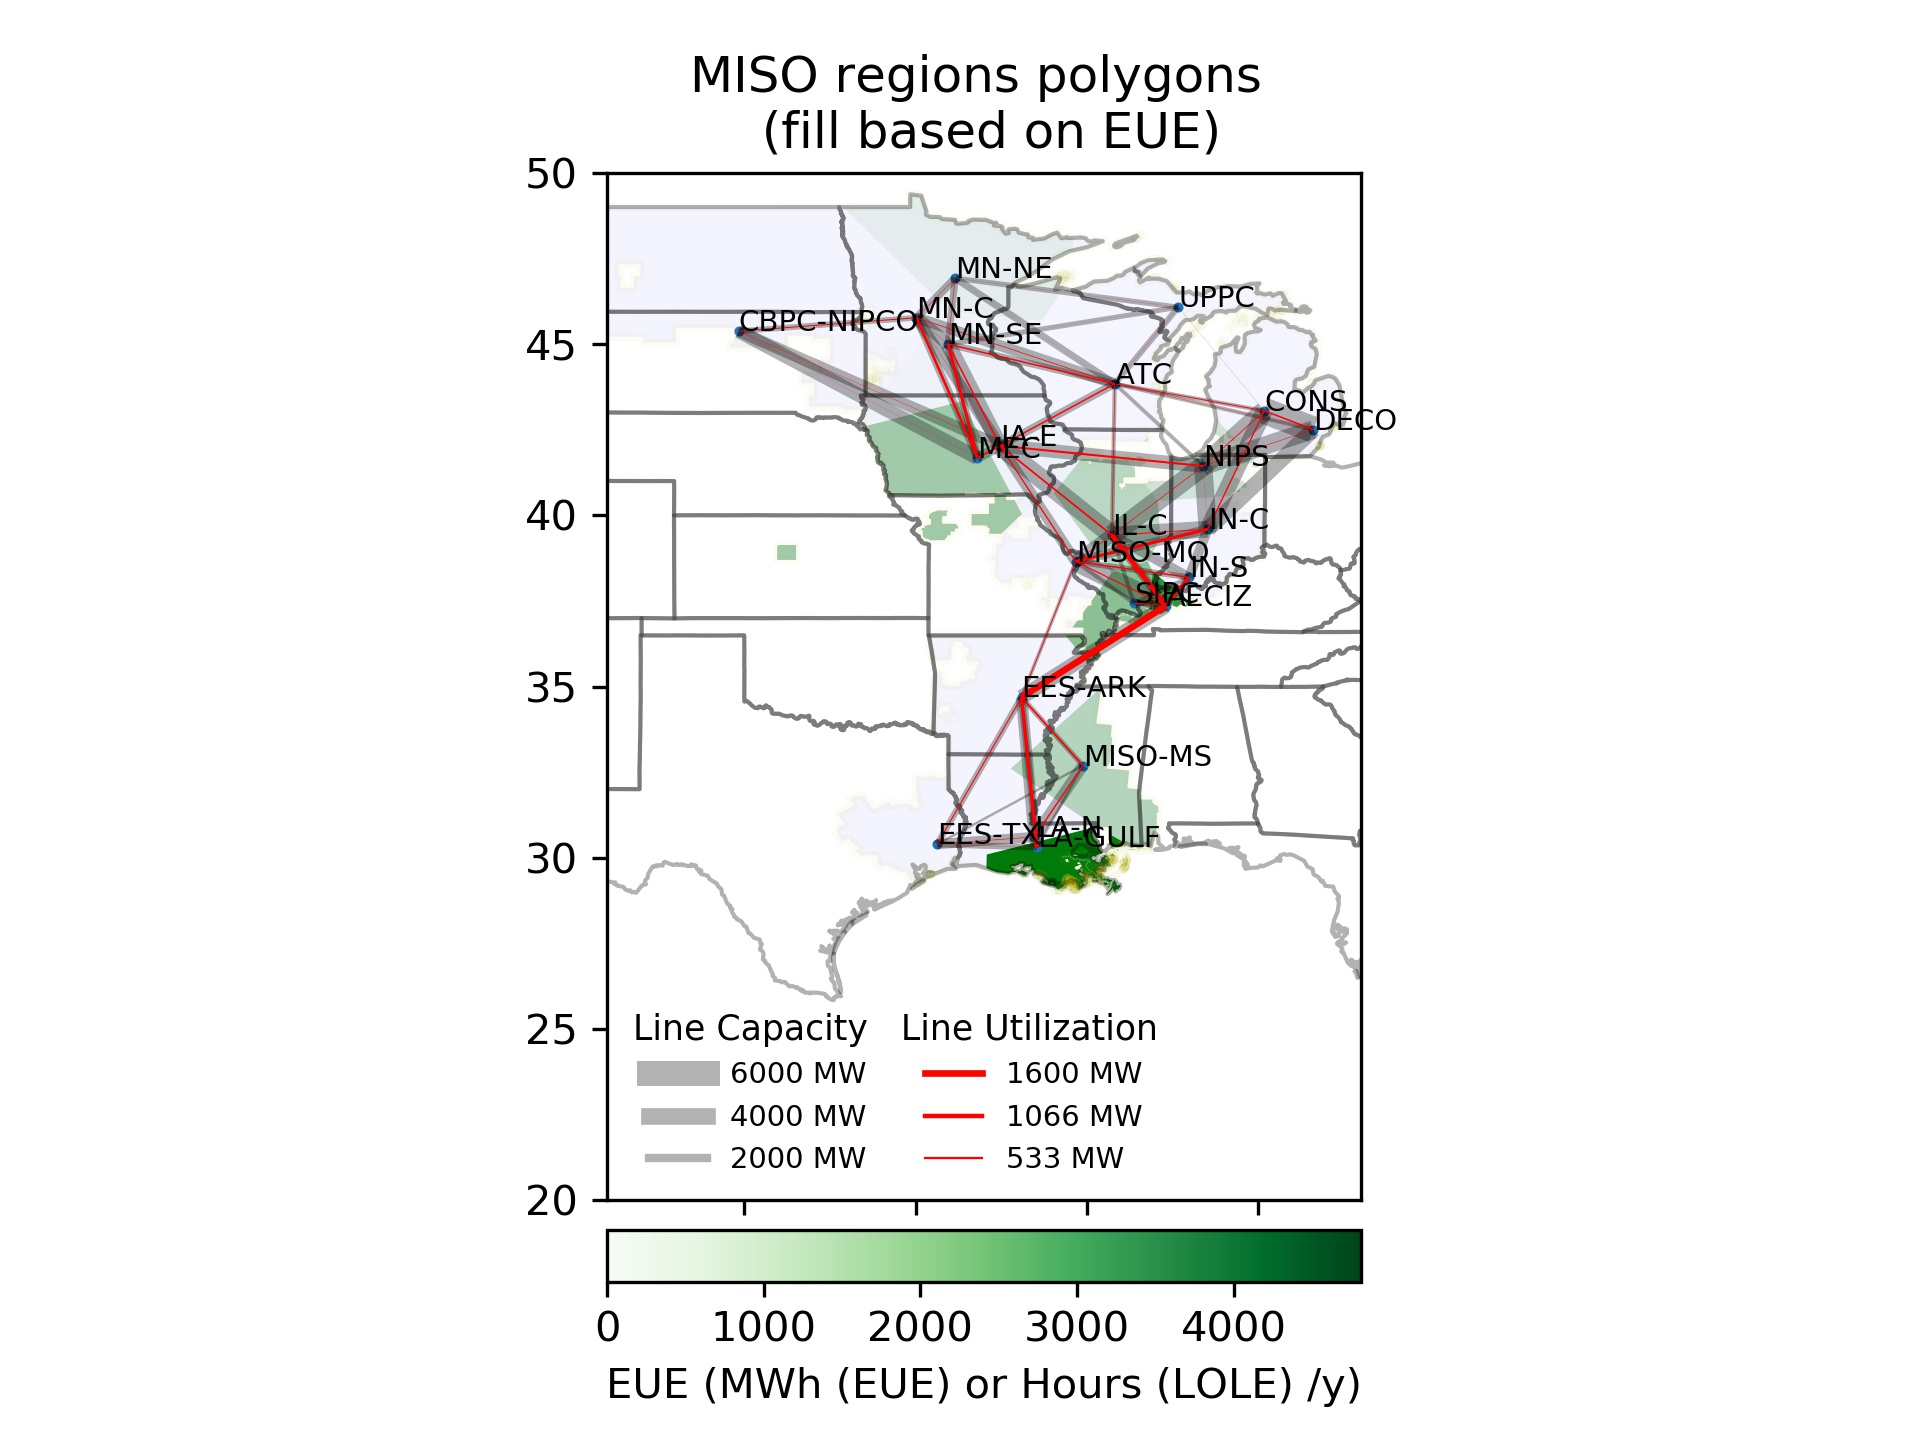 MISO regions polygons
(fill based on EUE)
50
45
40
35
30
25
20
MN-NE
UPPC
MN-C
CBPC-NIPCO
MN-SE
ATC
CONS
DECO
IA-E
MEC
NIPS
IL-C
IN-C
MISO-MO
IN-S
SIPC
AECIZ
EES-ARK
MISO-MS
LA-N
EES-TX
LA-GULF
Line Capacity
6000 MW
4000 MW
2000 MW
Line Utilization
1600 MW
1066 MW
533 MW
0 1000 2000 3000 4000
EUE (MWh (EUE) or Hours (LOLE) /y)